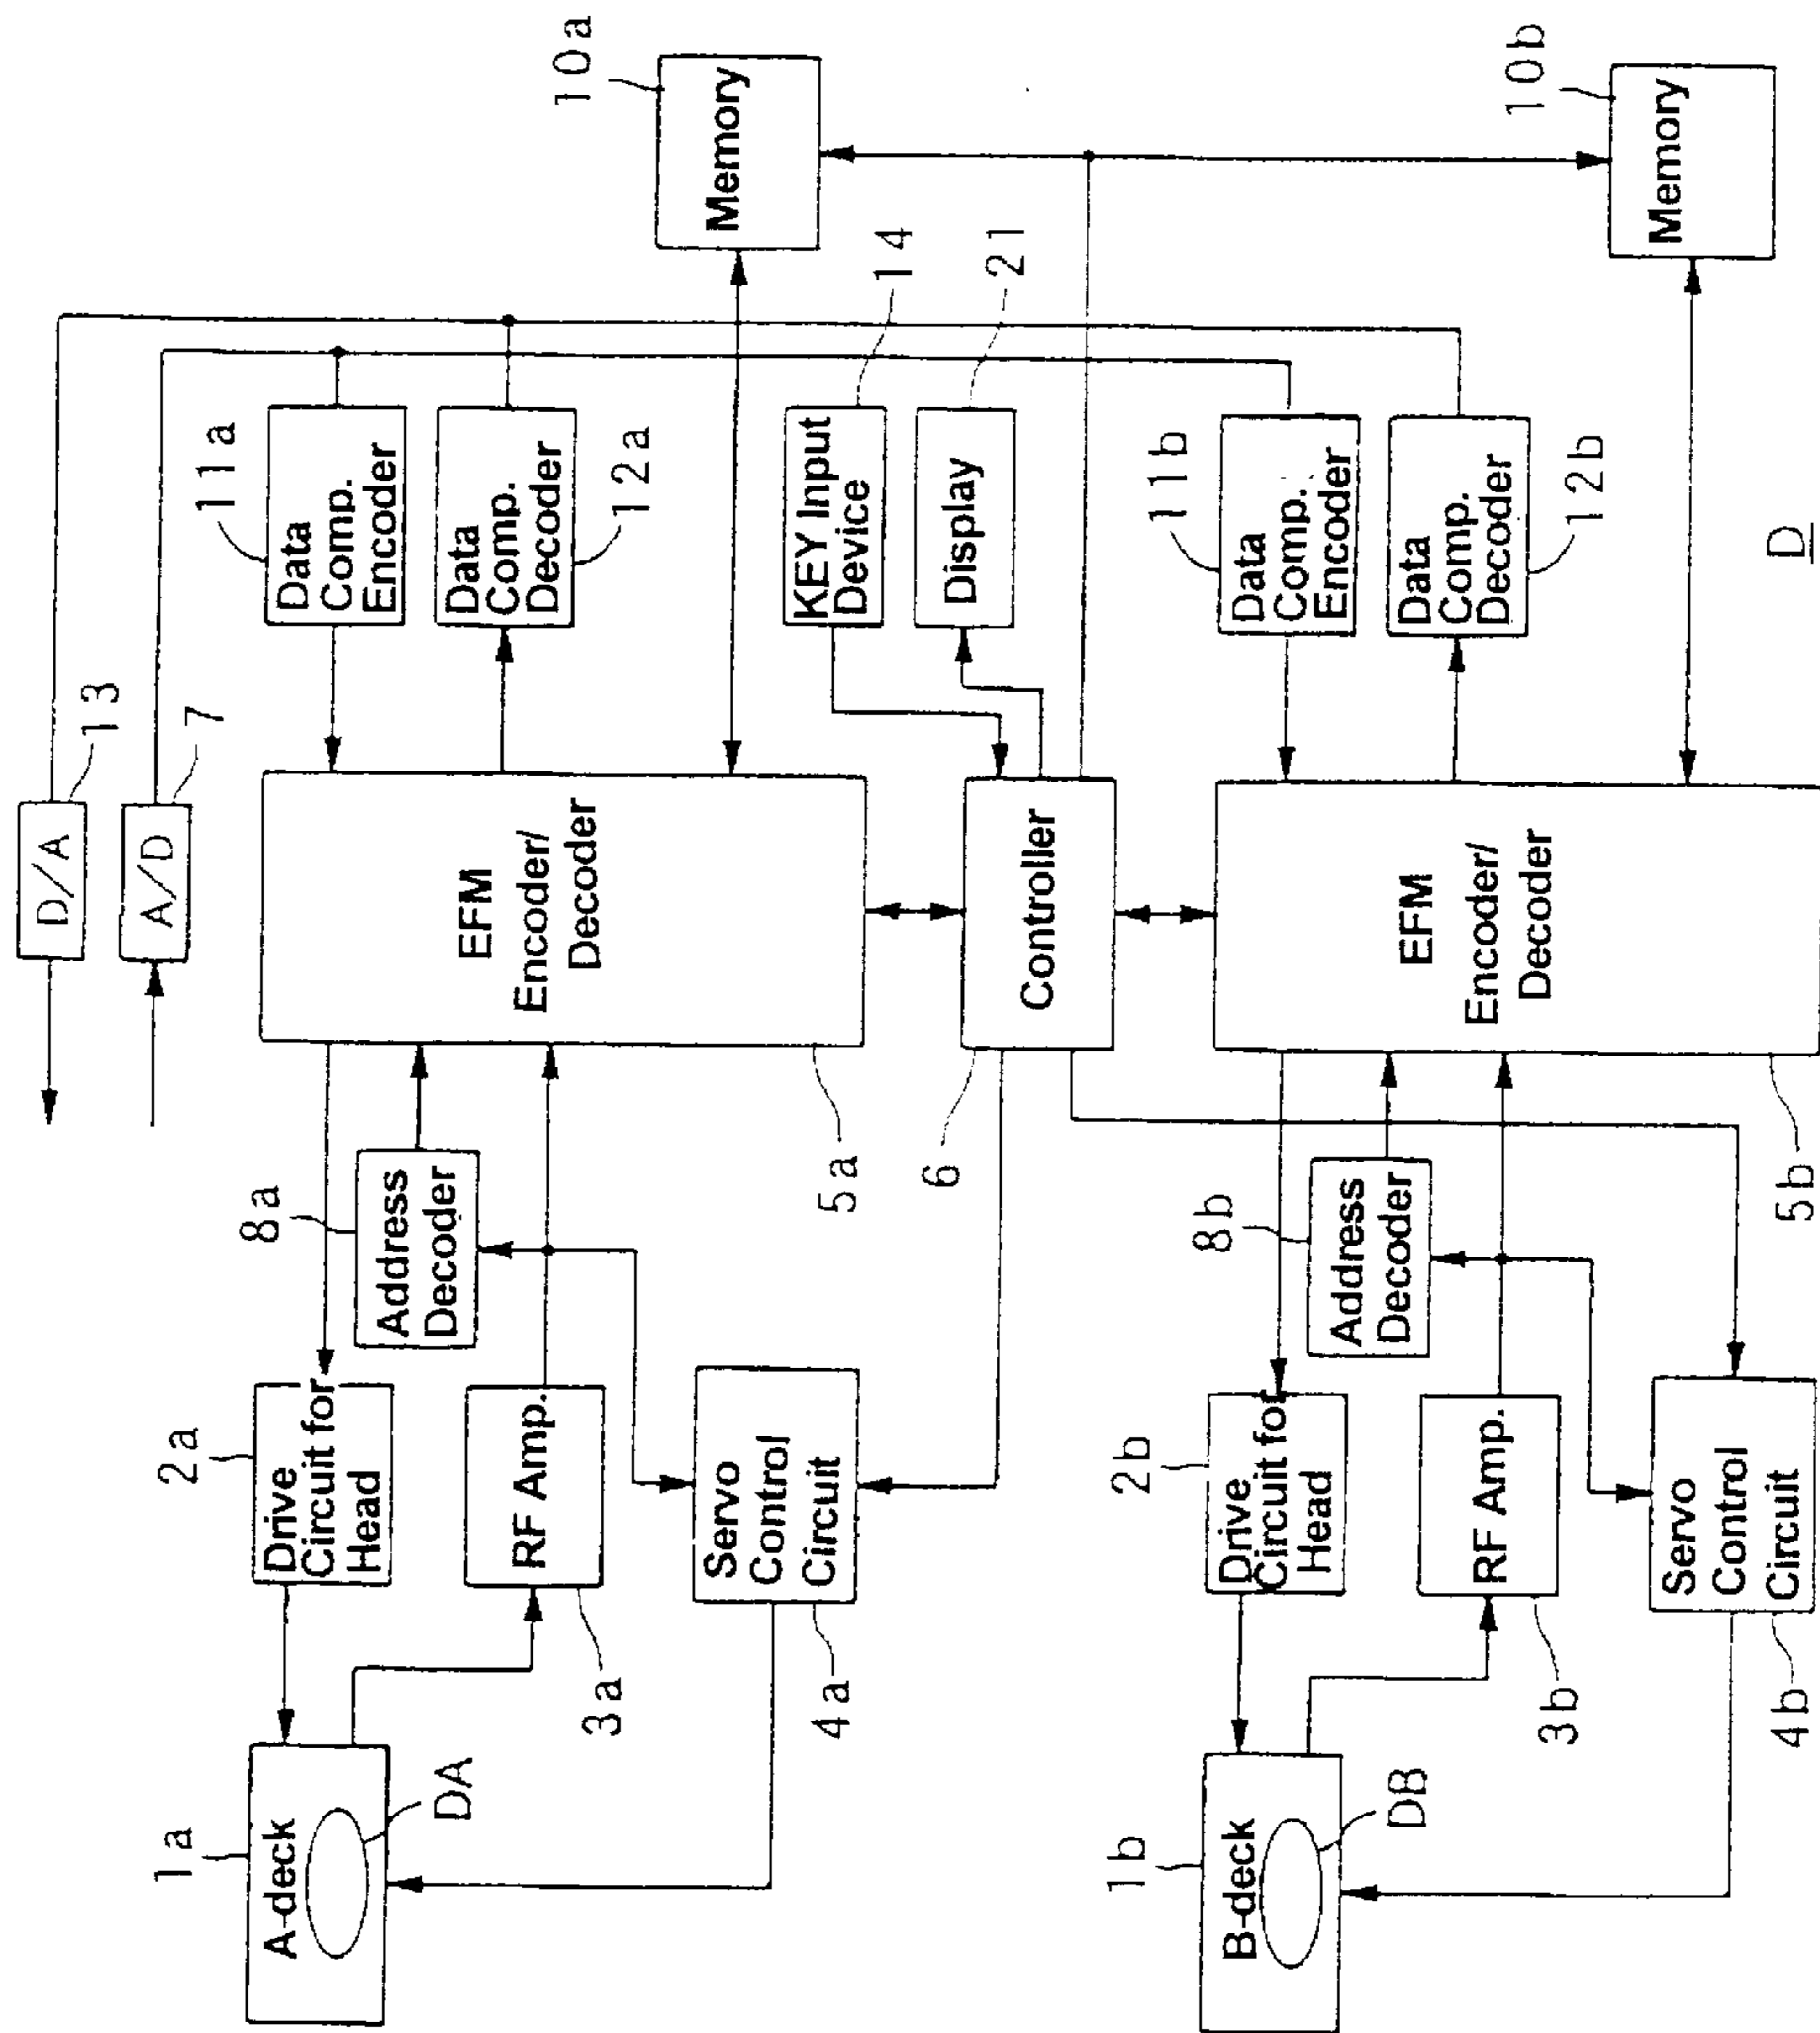 D/A
13
A/D
7
1a
A-deck
DA
2a
Drive
Circuit for
Head
3a
RF Amp.
4a
Servo
Control
Circuit
8a
Address
Decoder
5a
EFM
Encoder/
Decoder
11a
Data
Comp.
Encoder
Data
Comp.
Decoder
12a
10a
Memory
6
Controller
KEY Input
Device
14
Display
21
1b
B-deck
DB
2b
Drive
Circuit for
Head
3b
RF Amp.
4b
Servo
Control
Circuit
8b
Address
Decoder
5b
EFM
Encoder/
Decoder
11b
Data
Comp.
Encoder
Data
Comp.
Decoder
12b
10b
Memory
D